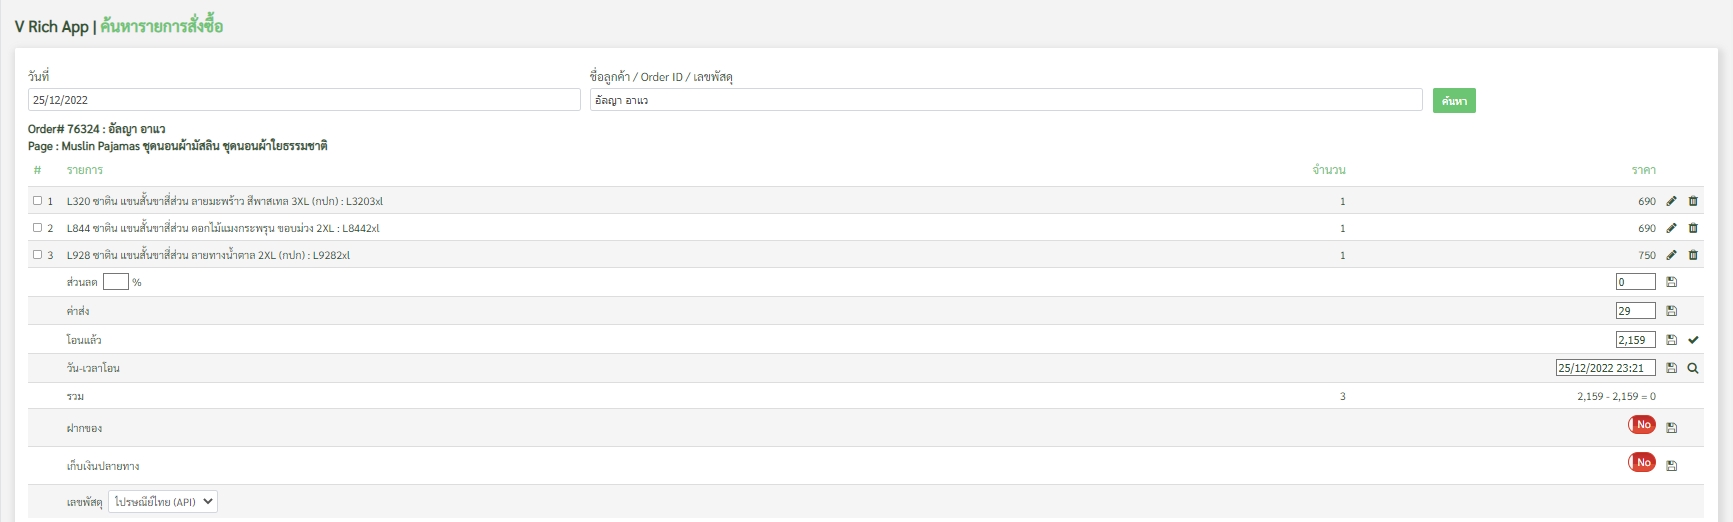 V Rich App | ค้นหารายการสั่งซื้อ
วันที่ ชื่อลูกค้า / Order ID / เลขพัสดุ
25/12/2022 อัลญา อาแว ค้นหา
Order# 76324 : อัลญา อาแว
Page : Muslin Pajamas ชุดนอนผ้ามัสลิน ชุดนอนผ้าใยธรรมชาติ
# รายการ จำนวน ราคา
1 L320 ซาติน แขนสั้นขาสี่ส่วน ลายมะพร้าว สีพาสเทล 3XL (กปก) : L3203xl 1 690
2 L844 ซาติน แขนสั้นขาสี่ส่วน ดอกไม้แมงกระพรุน ขอบม่วง 2XL : L8442xl 1 690
3 L928 ซาติน แขนสั้นขาสี่ส่วน ลายทางน้ำตาล 2XL (กปก) : L9282xl 1 750
ส่วนลด % 0
ค่าส่ง 29
โอนแล้ว 2,159
วัน-เวลาโอน 25/12/2022 23:21
รวม 3 2,159 - 2,159 = 0
ฝากของ No
เก็บเงินปลายทาง No
เลขพัสดุ ไปรษณีย์ไทย (API)